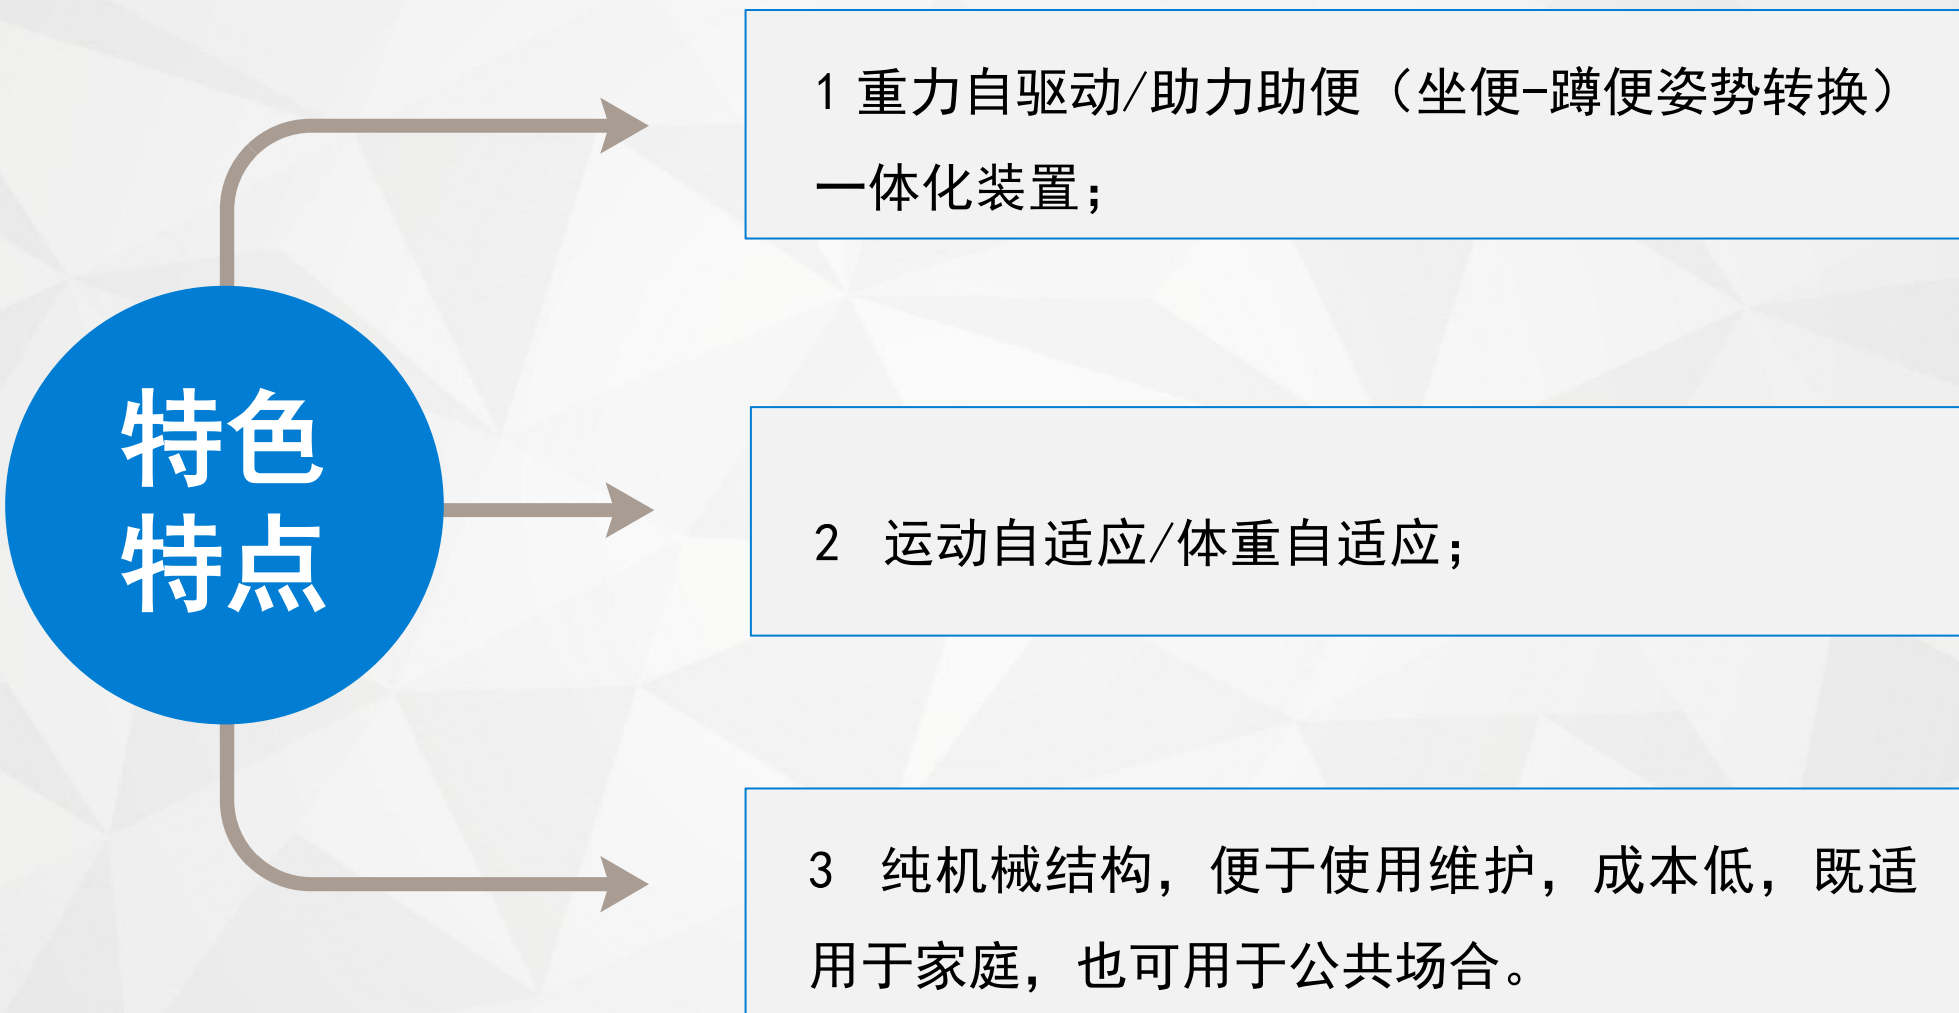 1 重力自驱动/助力助便（坐便-蹲便姿势转换）
一体化装置；
特色
特点
2 运动自适应/体重自适应；
3 纯机械结构，便于使用维护，成本低，既适
用于家庭，也可用于公共场合。